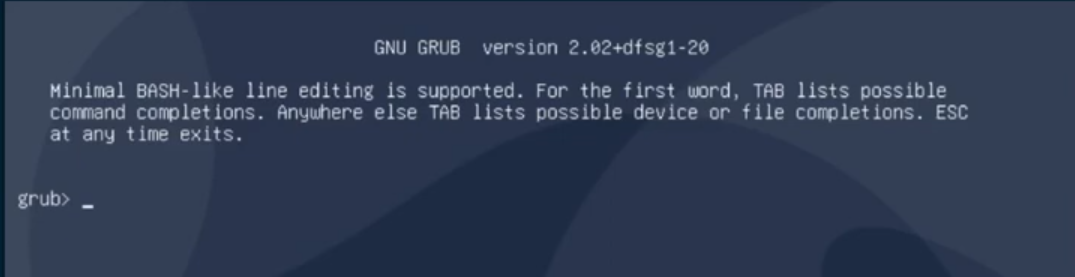 GNU GRUB  version 2.02+dfsg1-20
Minimal BASH-like line editing is supported. For the first word, TAB lists possible
command completions. Anywhere else TAB lists possible device or file completions. ESC
at any time exits.
grub> _